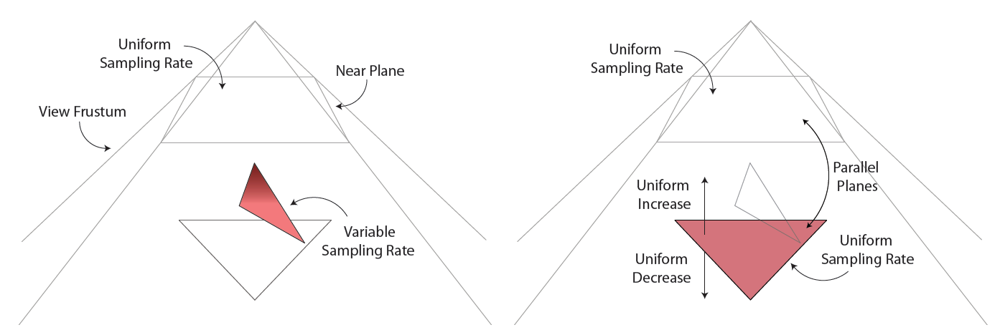 Uniform
Sampling Rate
Near Plane
View Frustum
Variable
Sampling Rate
Uniform
Sampling Rate
Parallel
Planes
Uniform
Increase
Uniform
Sampling Rate
Uniform
Decrease